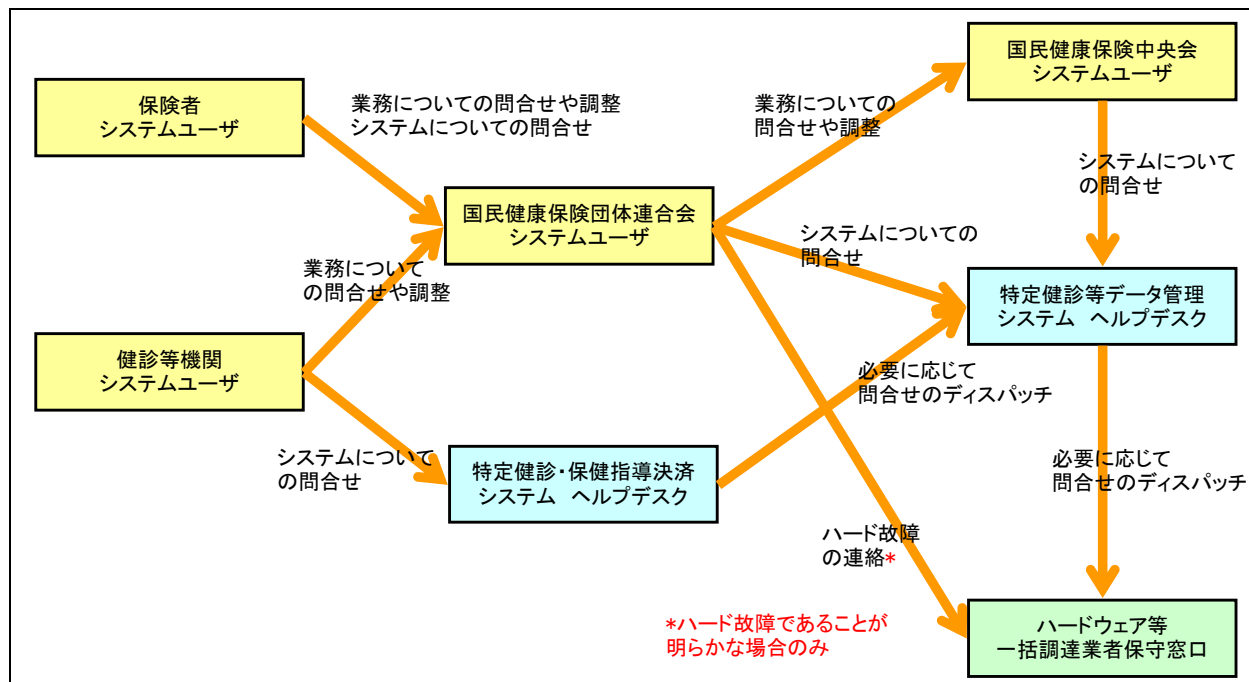 国民健康保険中央会
システムユーザ
保険者
システムユーザ
業務についての問合せや調整
システムについての問合せ
業務についての
問合せや調整
システムについて
の問合せ
国民健康保険団体連合会
システムユーザ
システムについての
問合せ
業務について
の問合せや調整
特定健診等データ管理
システム ヘルプデスク
健診等機関
システムユーザ
必要に応じて
問合せのディスパッチ
システムについて
の問合せ
特定健診・保健指導決済
システム ヘルプデスク
必要に応じて
問合せのディスパッチ
ハード故障
の連絡*
*ハード故障であることが
明らかな場合のみ
ハードウェア等
一括調達業者保守窓口